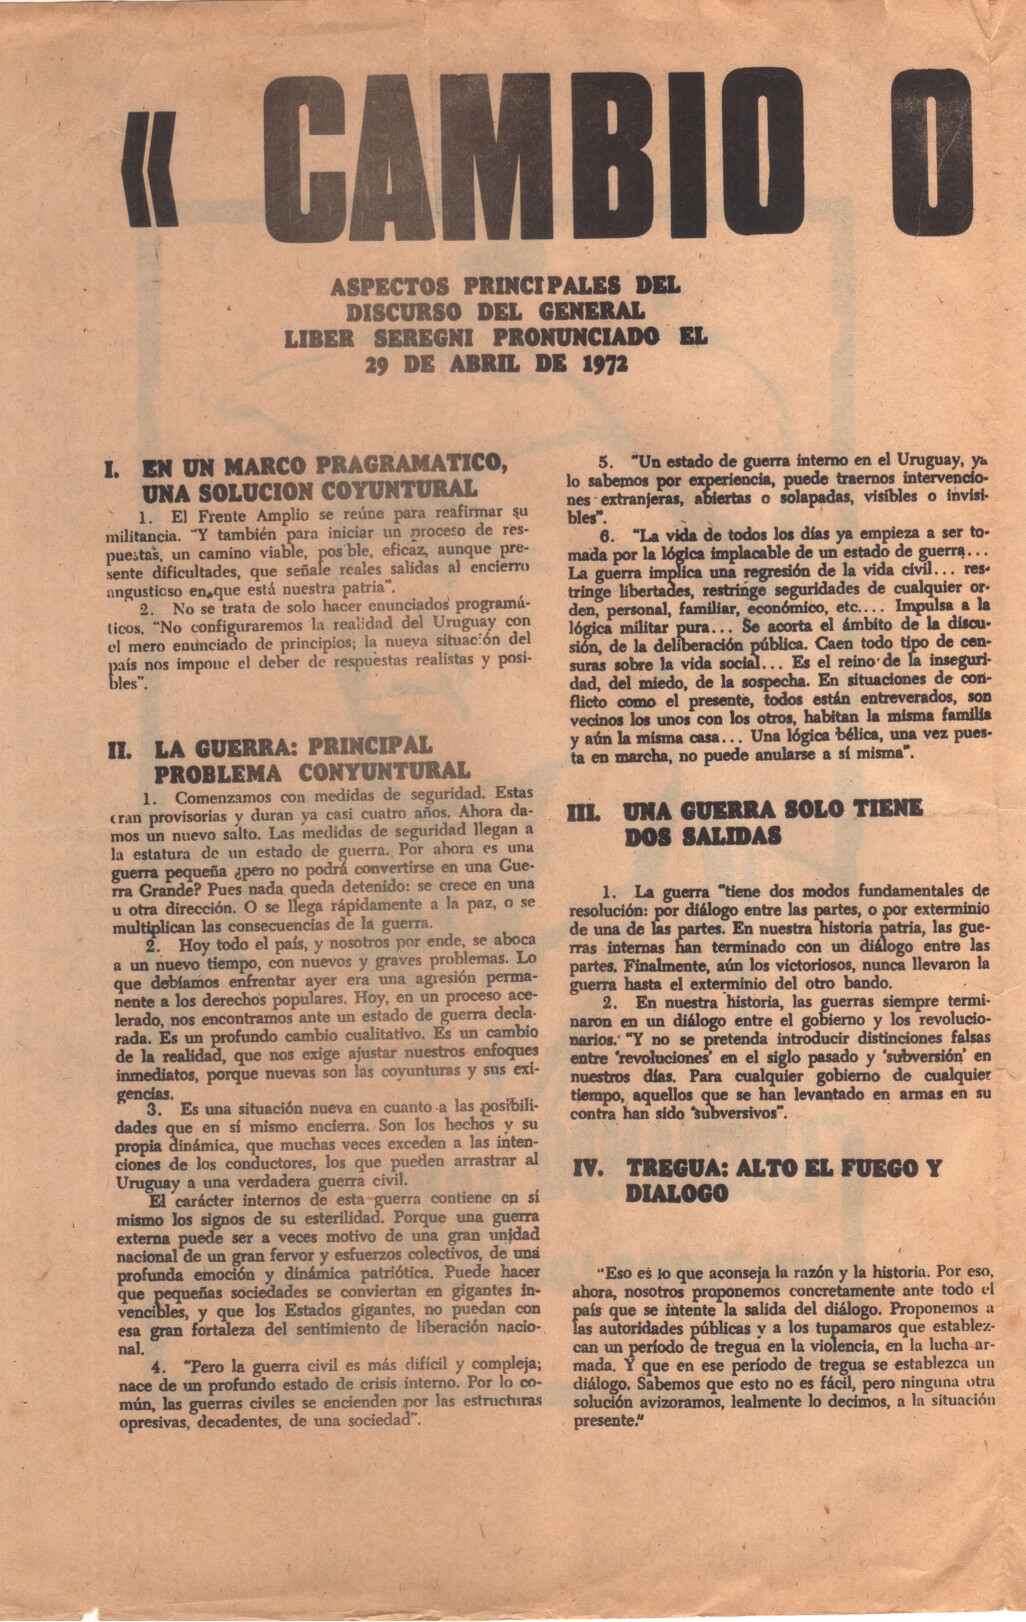 « CAMBIO O
ASPECTOS PRINCIPALES DEL
DISCURSO DEL GENERAL
LIBER SEREGNI PRONUNCIADO EL
29 DE ABRIL DE 1972
I. EN UN MARCO PRAGRAMATICO,
UNA SOLUCION COYUNTURAL
1. El Frente Amplio se reúne para reafirmar su
militancia. "Y también para iniciar un proceso de res-
puestas, un camino viable, posible, eficaz, aunque pre-
sente dificultades, que señale reales salidas al encierro
angusticso en que está nuestra patria".
2. No se trata de solo hacer enunciados programá-
ticos. "No configuraremos la realidad del Uruguay con
el mero enunciado de principios; la nueva situación del
país nos impone el deber de respuestas realistas y posi-
bles".
II. LA GUERRA: PRINCIPAL
PROBLEMA CONYUNTURAL
1. Comenzamos con medidas de seguridad. Estas
eran provisorias y duran ya casi cuatro años. Ahora da-
mos un nuevo salto. Las medidas de seguridad llegan a
la estatura de un estado de guerra. Por ahora es una
guerra pequeña ¿pero no podrá convertirse en una Gue-
rra Grande? Pues nada queda detenido: se crece en una
u otra dirección. O se llega rápidamente a la paz, o se
multiplican las consecuencias de la guerra.
2. Hoy todo el país, y nosotros por ende, se aboca
a un nuevo tiempo, con nuevos y graves problemas. Lo
que debíamos enfrentar ayer era una agresión perma-
nente a los derechos populares. Hoy, en un proceso ace-
lerado, nos encontramos ante un estado de guerra decla-
rada. Es un profundo cambio cualitativo. Es un cambio
de la realidad, que nos exige ajustar nuestros enfoques
inmediatos, porque nuevas son las coyunturas y sus exi-
gencias.
3. Es una situación nueva en cuanto a las posibili-
dades que en sí mismo encierra. Son los hechos y su
propia dinámica, que muchas veces exceden a las inten-
ciones de los conductores, los que pueden arrastrar al
Uruguay a una verdadera guerra civil.
El carácter internos de esta guerra contiene en sí
mismo los signos de su esterilidad. Porque una guerra
externa puede ser a veces motivo de una gran unidad
nacional de un gran fervor y esfuerzos colectivos, de una
profunda emoción y dinámica patriótica. Puede hacer
que pequeñas sociedades se conviertan en gigantes in-
vencibles, y que los Estados gigantes, no puedan con
esa gran fortaleza del sentimiento de liberación nacio-
nal.
4. "Pero la guerra civil es más difícil y compleja;
nace de un profundo estado de crisis interno. Por lo co-
mún, las guerras civiles se encienden por las estructuras
opresivas, decadentes, de una sociedad".
5. "Un estado de guerra interno en el Uruguay, ya
lo sabemos por experiencia, puede traernos intervencio-
nes extranjeras, abiertas o solapadas, visibles o invisi-
bles".
6. "La vida de todos los días ya empieza a ser to-
mada por la lógica implacable de un estado de guerra...
La guerra implica una regresión de la vida civil... res-
tringe libertades, restringe seguridades de cualquier or-
den, personal, familiar, económico, etc.... Impulsa a la
lógica militar pura... Se acorta el ámbito de la discu-
sión, de la deliberación pública. Caen todo tipo de cen-
suras sobre la vida social... Es el reino de la inseguri-
dad, del miedo, de la sospecha. En situaciones de con-
flicto como el presente, todos están entreverados, son
vecinos los unos con los otros, habitan la misma familia
y aún la misma casa... Una lógica bélica, una vez pues-
ta en marcha, no puede anularse a sí misma".
III. UNA GUERRA SOLO TIENE
DOS SALIDAS
1. La guerra "tiene dos modos fundamentales de
resolución: por diálogo entre las partes, o por exterminio
de una de las partes. En nuestra historia patria, las gue-
rras internas han terminado con un diálogo entre las
partes. Finalmente, aún los victoriosos, nunca llevaron la
guerra hasta el exterminio del otro bando.
2. En nuestra historia, las guerras siempre termi-
naron en un diálogo entre el gobierno y los revolucio-
narios. "Y no se pretenda introducir distinciones falsas
entre 'revoluciones' en el siglo pasado y 'subversión' en
nuestros días. Para cualquier gobierno de cualquier
tiempo, aquellos que se han levantado en armas en su
contra han sido 'subversivos".
IV. TREGUA: ALTO EL FUEGO Y
DIALOGO
"Eso es lo que aconseja la razón y la historia. Por eso,
ahora, nosotros proponemos concretamente ante todo el
país que se intente la salida del diálogo. Proponemos a
las autoridades públicas y a los tupamaros que establez-
can un período de tregua en la violencia, en la lucha ar-
mada. Y que en ese período de tregua se establezca un
diálogo. Sabemos que esto no es fácil, pero ninguna otra
solución avizoramos, lealmente lo decimos, a la situación
presente."